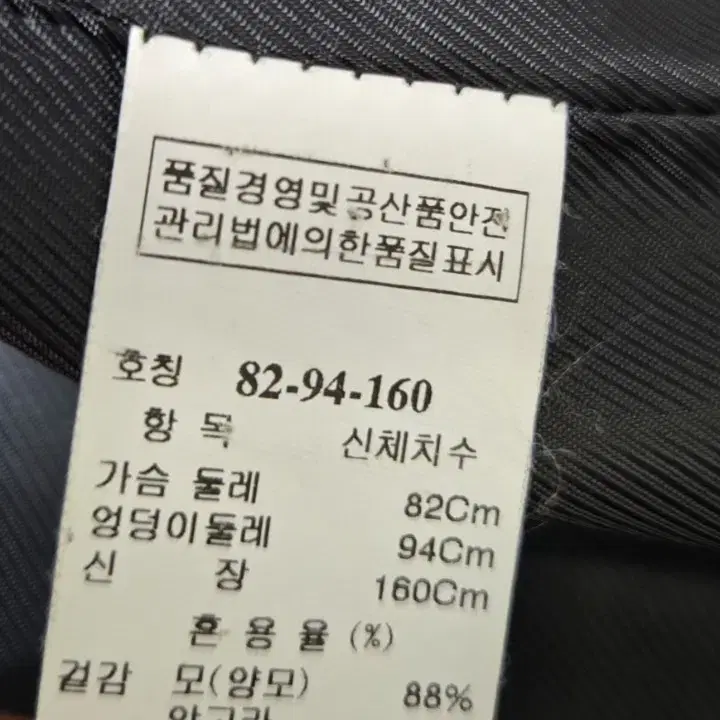 품질경영및공산품안전
관리법에의한품질표시
호칭 82-94-160
항 목 신체치수
가슴 둘레 82Cm
엉덩이둘레 94Cm
신 장 160Cm
혼 용 율 (%)
겉감 모(양모) 88%